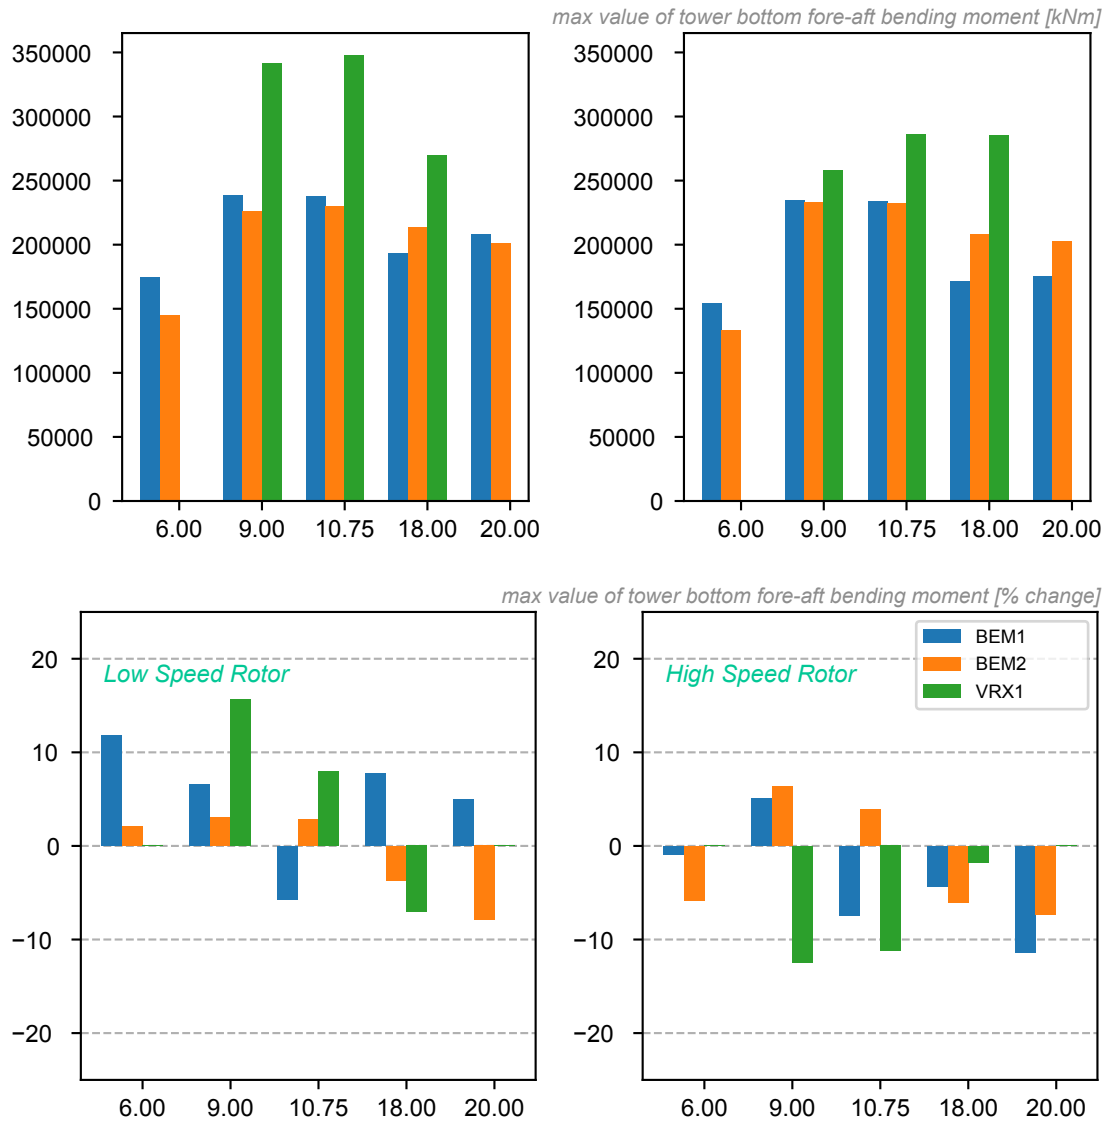 max value of tower bottom fore-aft bending moment [kNm]
350000
300000
250000
200000
150000
100000
50000
0
6.00 9.00 10.75 18.00 20.00
350000
300000
250000
200000
150000
100000
50000
0
6.00 9.00 10.75 18.00 20.00
max value of tower bottom fore-aft bending moment [% change]
20
10
0
−10
−20
Low Speed Rotor
6.00 9.00 10.75 18.00 20.00
20
10
0
−10
−20
High Speed Rotor
BEM1
BEM2
VRX1
6.00 9.00 10.75 18.00 20.00